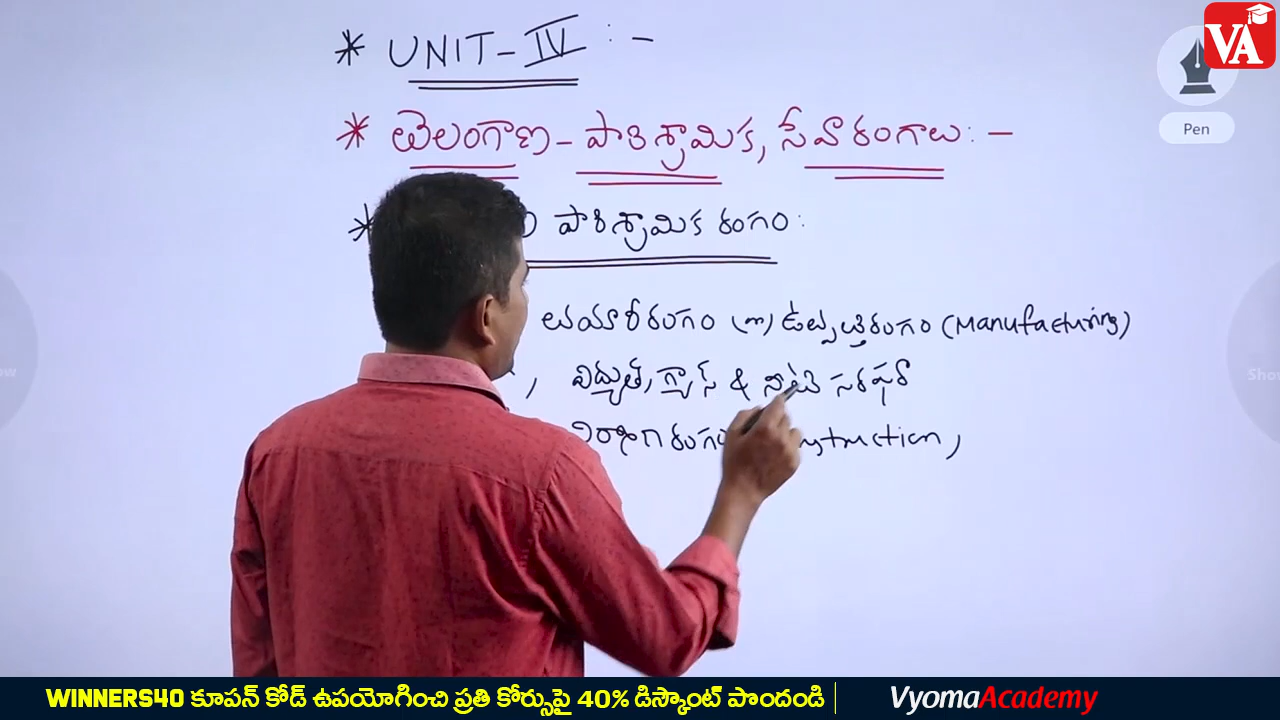 VA
Pen
* UNIT-IV :-
* తెలంగాణ - పారిశ్రామిక, సేవారంగాలు: -
* పారిశ్రామిక రంగం:
తయారీ రంగం (లా) ఉత్పత్తి రంగం (Manufacturing)
, విద్యుత్, గ్యాస్ & నీటి సరఫరా
నిర్మాణ రంగం
WINNERS40 కూపన్ కోడ్ ఉపయోగించి ప్రతి కోర్సుపై 40% డిస్కౌంట్ పొందండి
VyomaAcademy